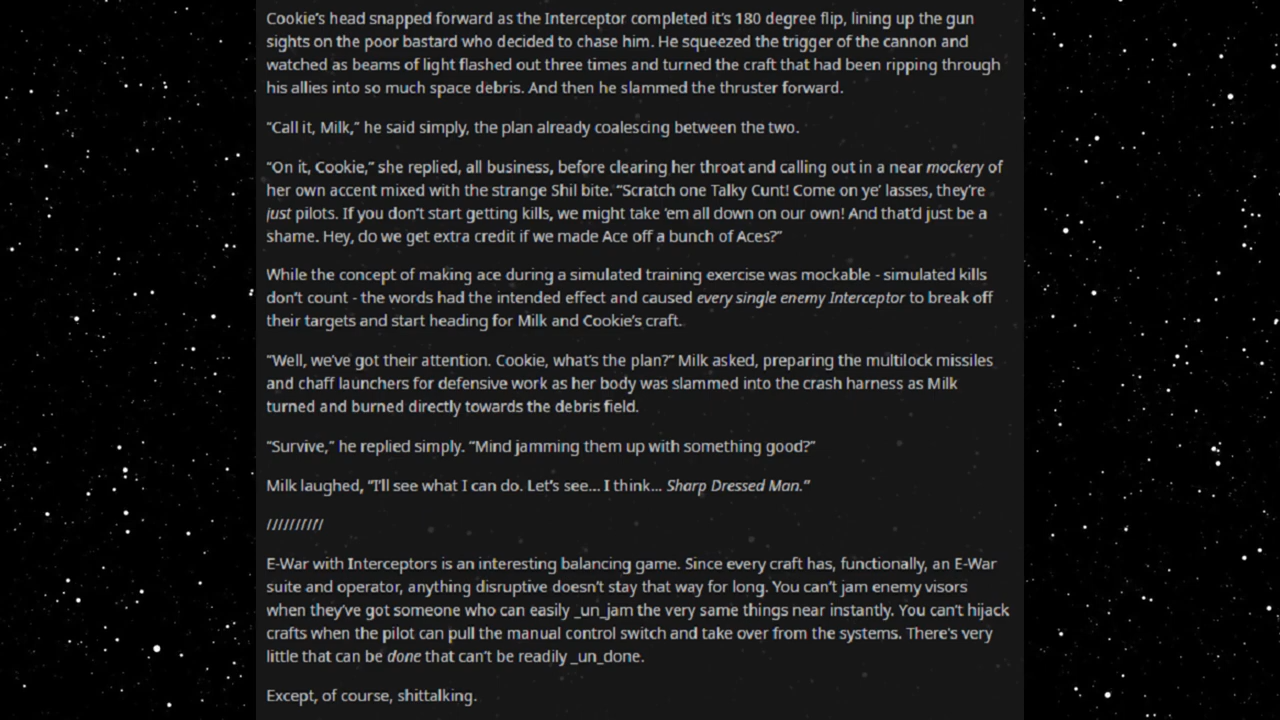 Cookie’s head snapped forward as the Interceptor completed it’s 180 degree flip, lining up the gun
sights on the poor bastard who decided to chase him. He squeezed the trigger of the cannon and
watched as beams of light flashed out three times and turned the craft that had been ripping through
his allies into so much space debris. And then he slammed the thruster forward.
“Call it, Milk,” he said simply, the plan already coalescing between the two.
“On it, Cookie,” she replied, all business, before clearing her throat and calling out in a near mockery of
her own accent mixed with the strange Shil bite. “Scratch one Talky Cunt! Come on ye’ lasses, they’re
just pilots. If you don’t start getting kills, we might take ‘em all down on our own! And that’d just be a
shame. Hey, do we get extra credit if we made Ace off a bunch of Aces?”
While the concept of making ace during a simulated training exercise was mockable - simulated kills
don’t count - the words had the intended effect and caused every single enemy Interceptor to break off
their targets and start heading for Milk and Cookie’s craft.
“Well, we’ve got their attention. Cookie, what’s the plan?” Milk asked, preparing the multilock missiles
and chaff launchers for defensive work as her body was slammed into the crash harness as Milk
turned and burned directly towards the debris field.
“Survive,” he replied simply. “Mind jamming them up with something good?”
Milk laughed, “I’ll see what I can do. Let’s see... I think... Sharp Dressed Man.”
//////////
E-War with Interceptors is an interesting balancing game. Since every craft has, functionally, an E-War
suite and operator, anything disruptive doesn’t stay that way for long. You can’t jam enemy visors
when they’ve got someone who can easily _un_jam the very same things near instantly. You can’t hijack
crafts when the pilot can pull the manual control switch and take over from the systems. There’s very
little that can be done that can’t be readily _un_done.
Except, of course, shittalking.